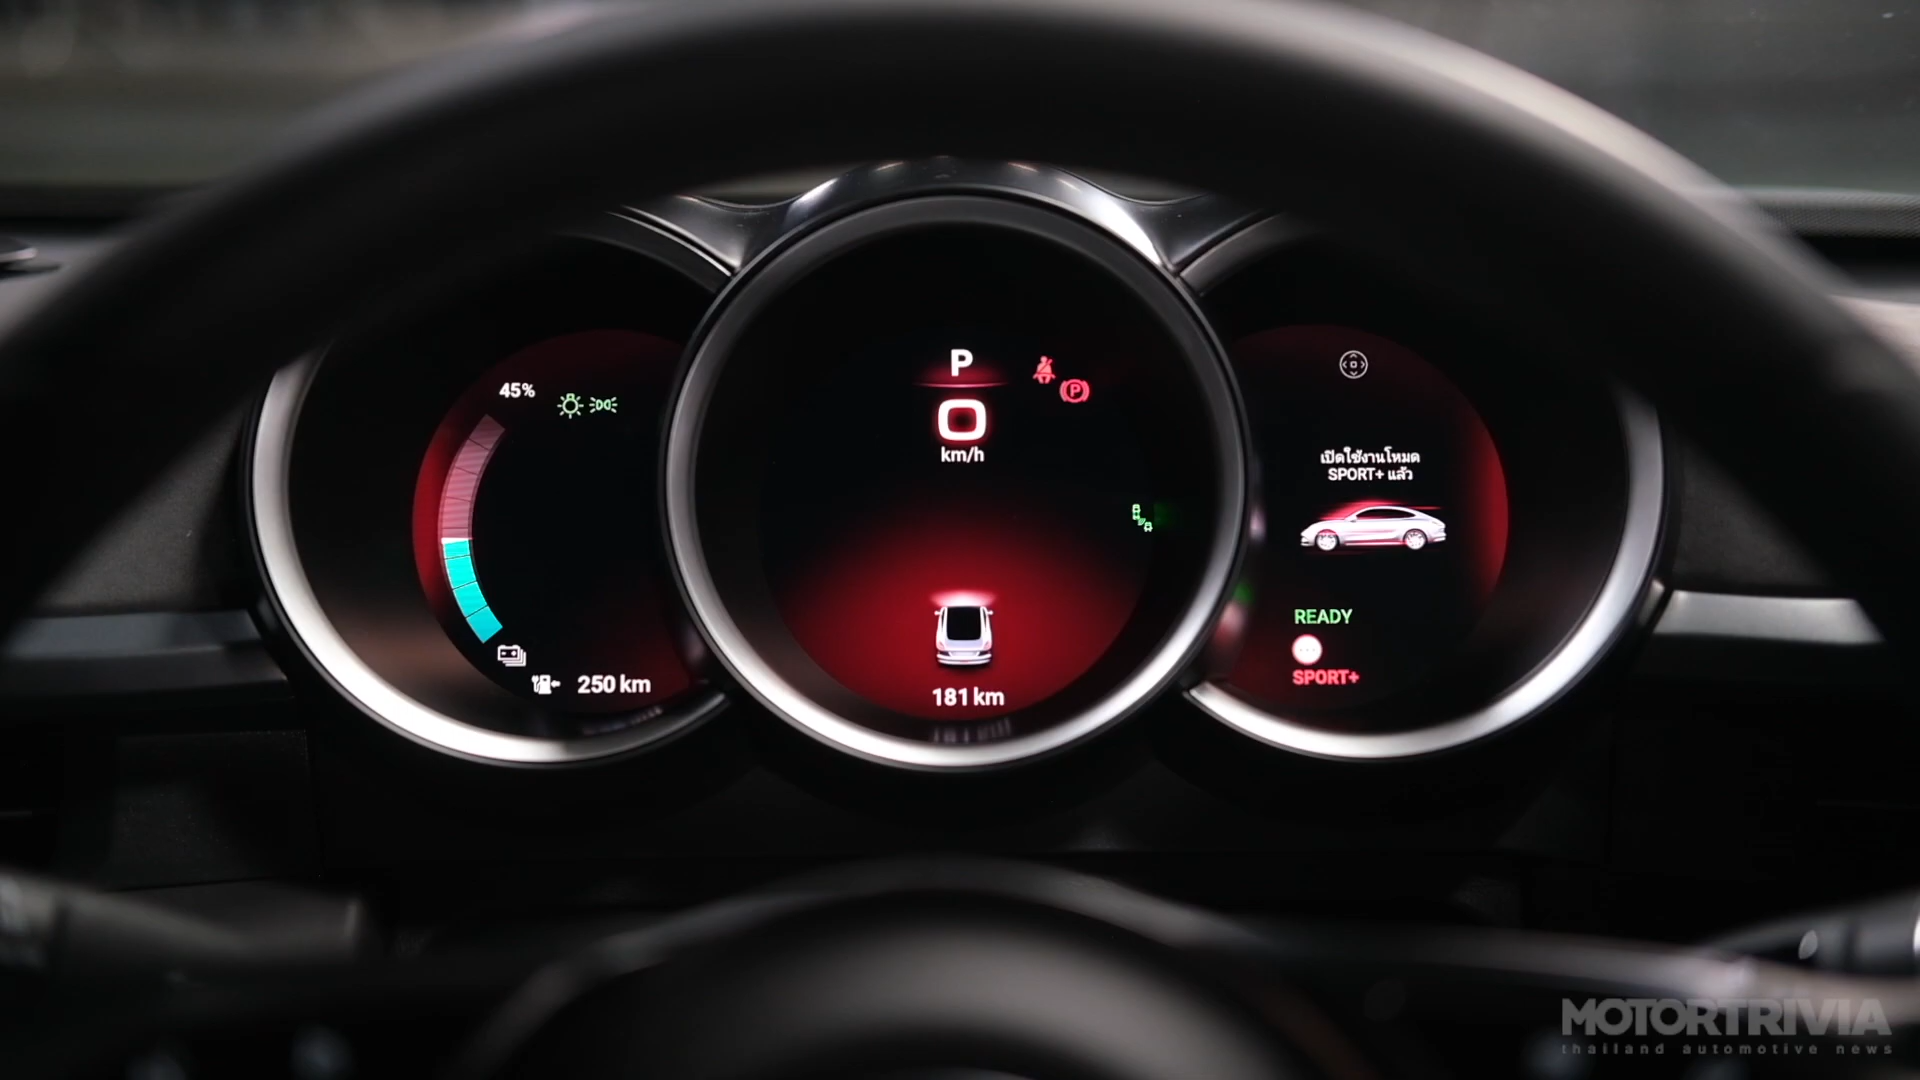 45%
250 km
P
0
km/h
181 km
เปิดใช้งานโหมด
SPORT+ แล้ว
READY
SPORT+
MOTORTRIVIA
thailand automotive news